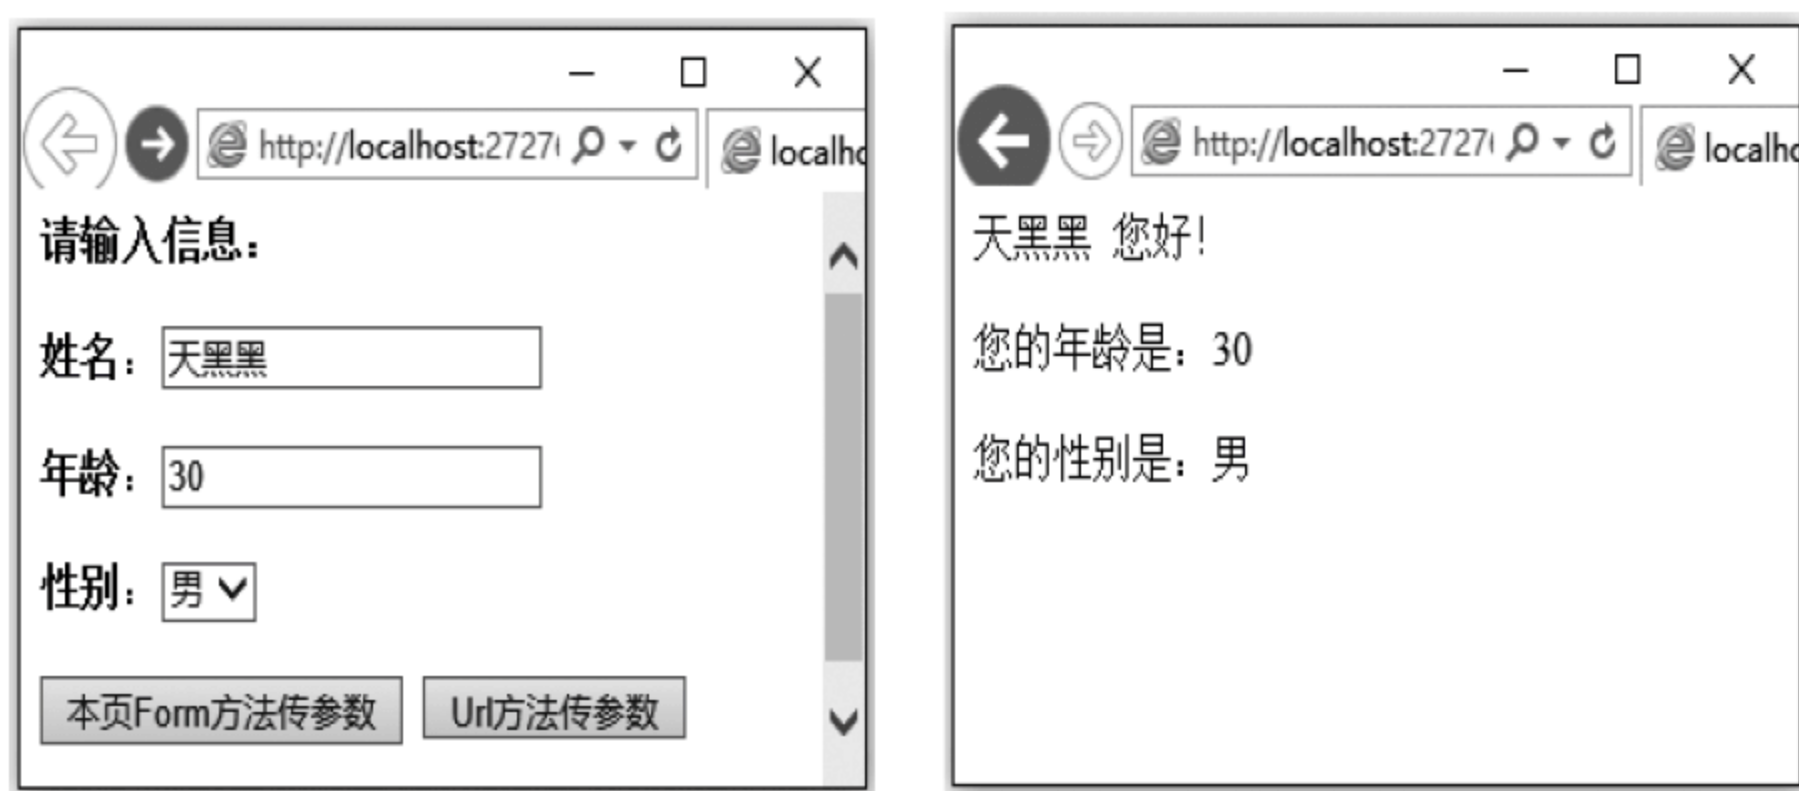 http://localhost:2727
localho
请输入信息：
姓名：天黑黑
年龄：30
性别：男
本页Form方法传参数 Url方法传参数
http://localhost:2727
localho
天黑黑 您好！
您的年龄是：30
您的性别是：男